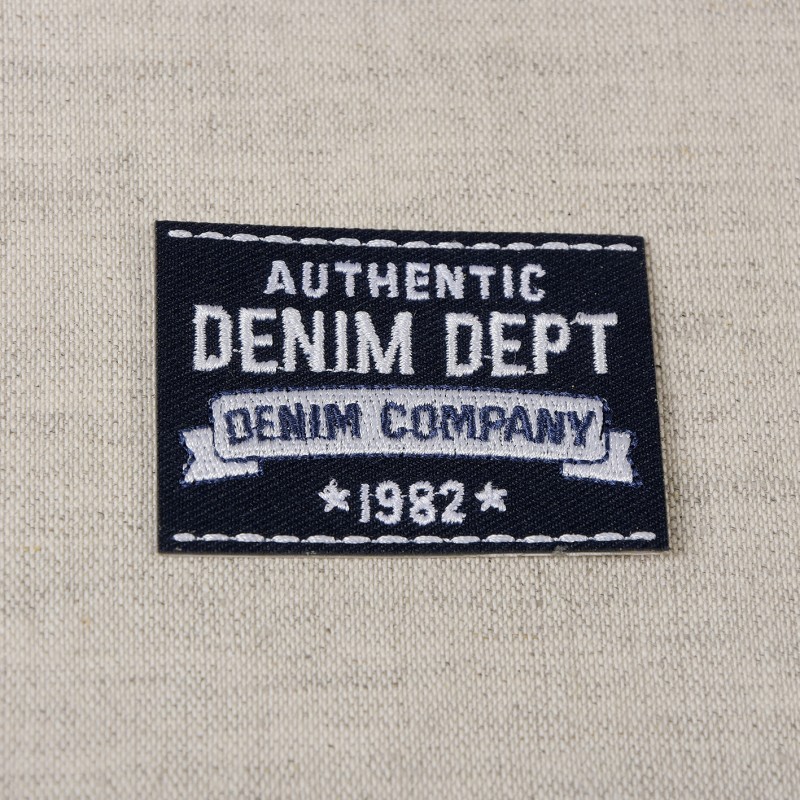 AUTHENTIC
DENIM DEPT
DENIM COMPANY
★1982★